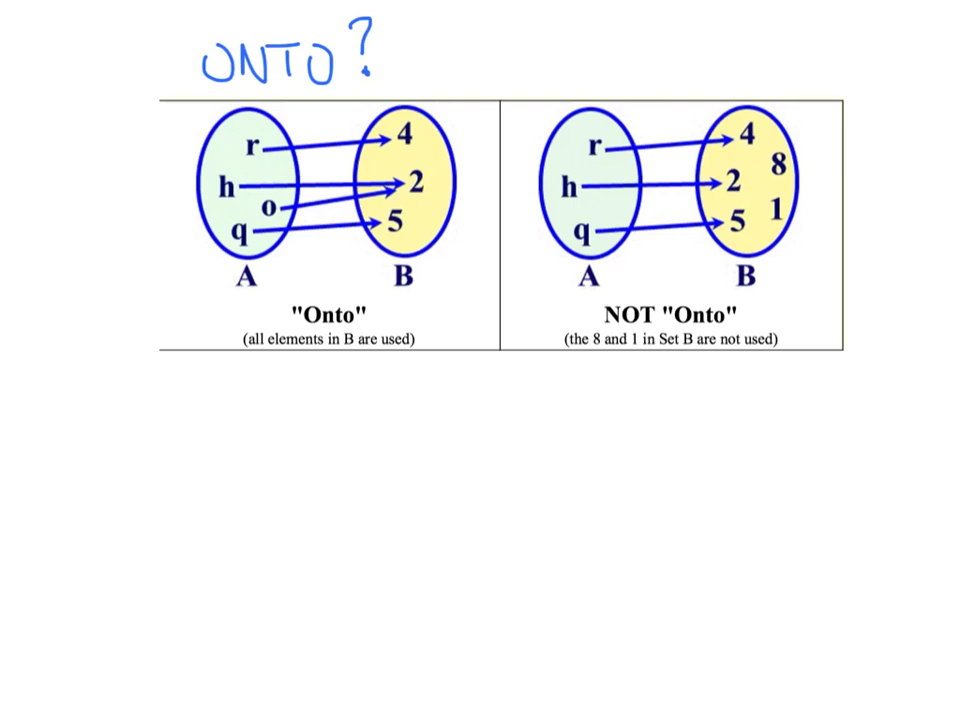 ONTO?
r 4
h 2
o
q 5
A B
"Onto"
(all elements in B are used)
r 4
8
h 2
1
q 5
A B
NOT "Onto"
(the 8 and 1 in Set B are not used)